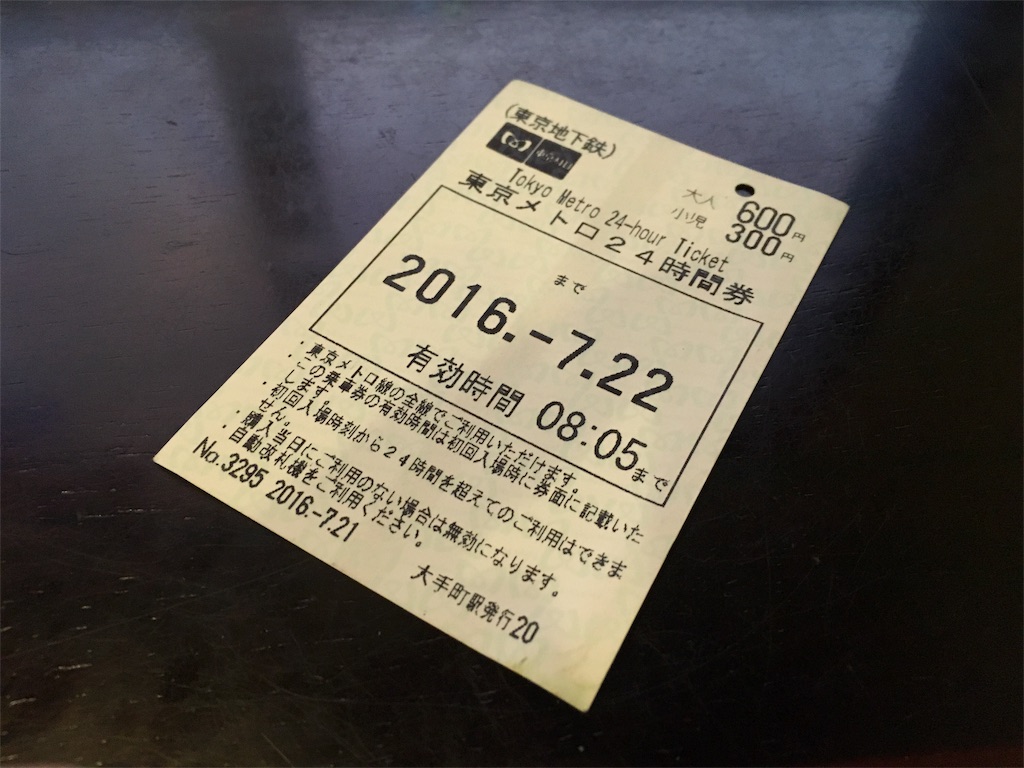 (東京地下鉄)
大人 600円
小児 300円
Tokyo Metro 24-hour Ticket
東京メトロ24時間券
まで
2016.-7.22
有効時間 08:05まで
・東京メトロ線の全線でご利用いただけます。
・この乗車券の有効時間は初回入場時に券面に記載いた
します。
・初回入場時刻から24時間を超えてのご利用はできま
せん。
・購入当日にご利用のない場合は無効になります。
・自動改札機をご利用ください。
No.3295 2016.-7.21
大手町駅発行20